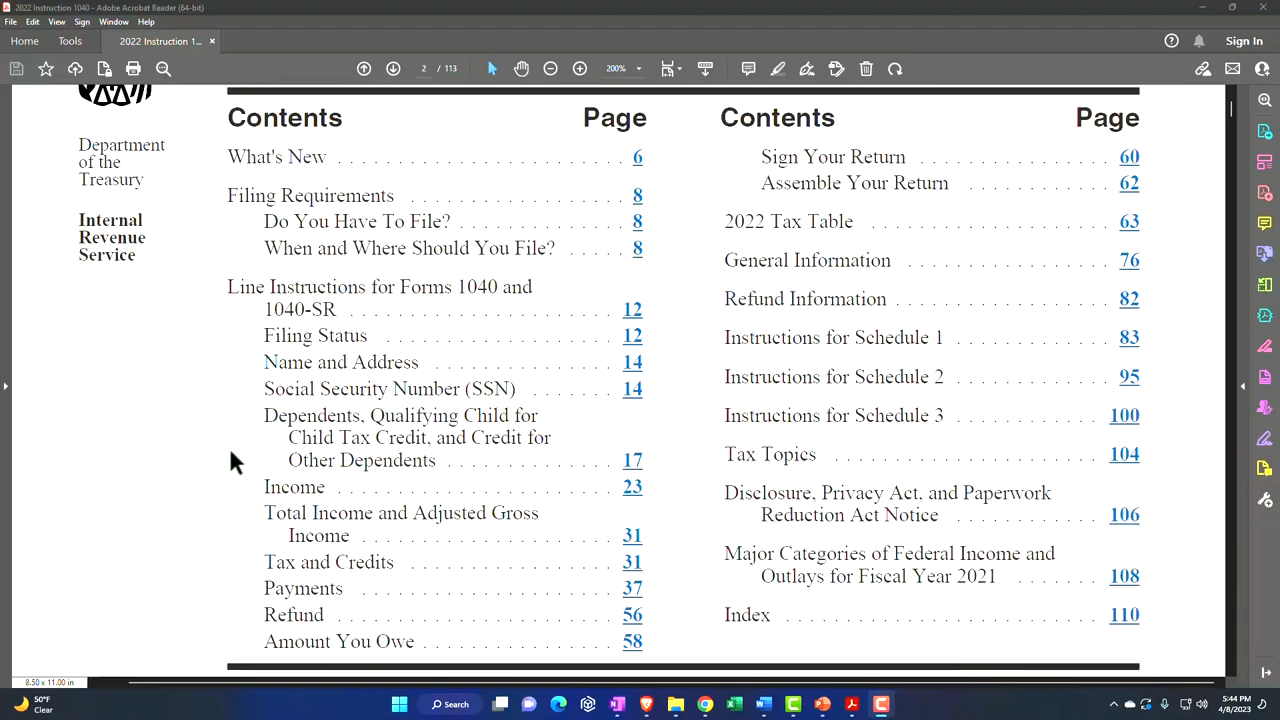 2022 Instruction 1040 - Adobe Acrobat Reader (64-bit)
File Edit View Sign Window Help
Home Tools 2022 Instruction 1... × Sign In
2 / 113 200%
Department
of the
Treasury
Internal
Revenue
Service
Contents Page
What's New 6
Filing Requirements 8
Do You Have To File? 8
When and Where Should You File? 8
Line Instructions for Forms 1040 and
1040-SR 12
Filing Status 12
Name and Address 14
Social Security Number (SSN) 14
Dependents, Qualifying Child for
Child Tax Credit, and Credit for
Other Dependents 17
Income 23
Total Income and Adjusted Gross
Income 31
Tax and Credits 31
Payments 37
Refund 56
Amount You Owe 58
Contents Page
Sign Your Return 60
Assemble Your Return 62
2022 Tax Table 63
General Information 76
Refund Information 82
Instructions for Schedule 1 83
Instructions for Schedule 2 95
Instructions for Schedule 3 100
Tax Topics 104
Disclosure, Privacy Act, and Paperwork
Reduction Act Notice 106
Major Categories of Federal Income and
Outlays for Fiscal Year 2021 108
Index 110
8.50 x 11.00 in
50°F
Clear
Search
5:44 PM
4/8/2023